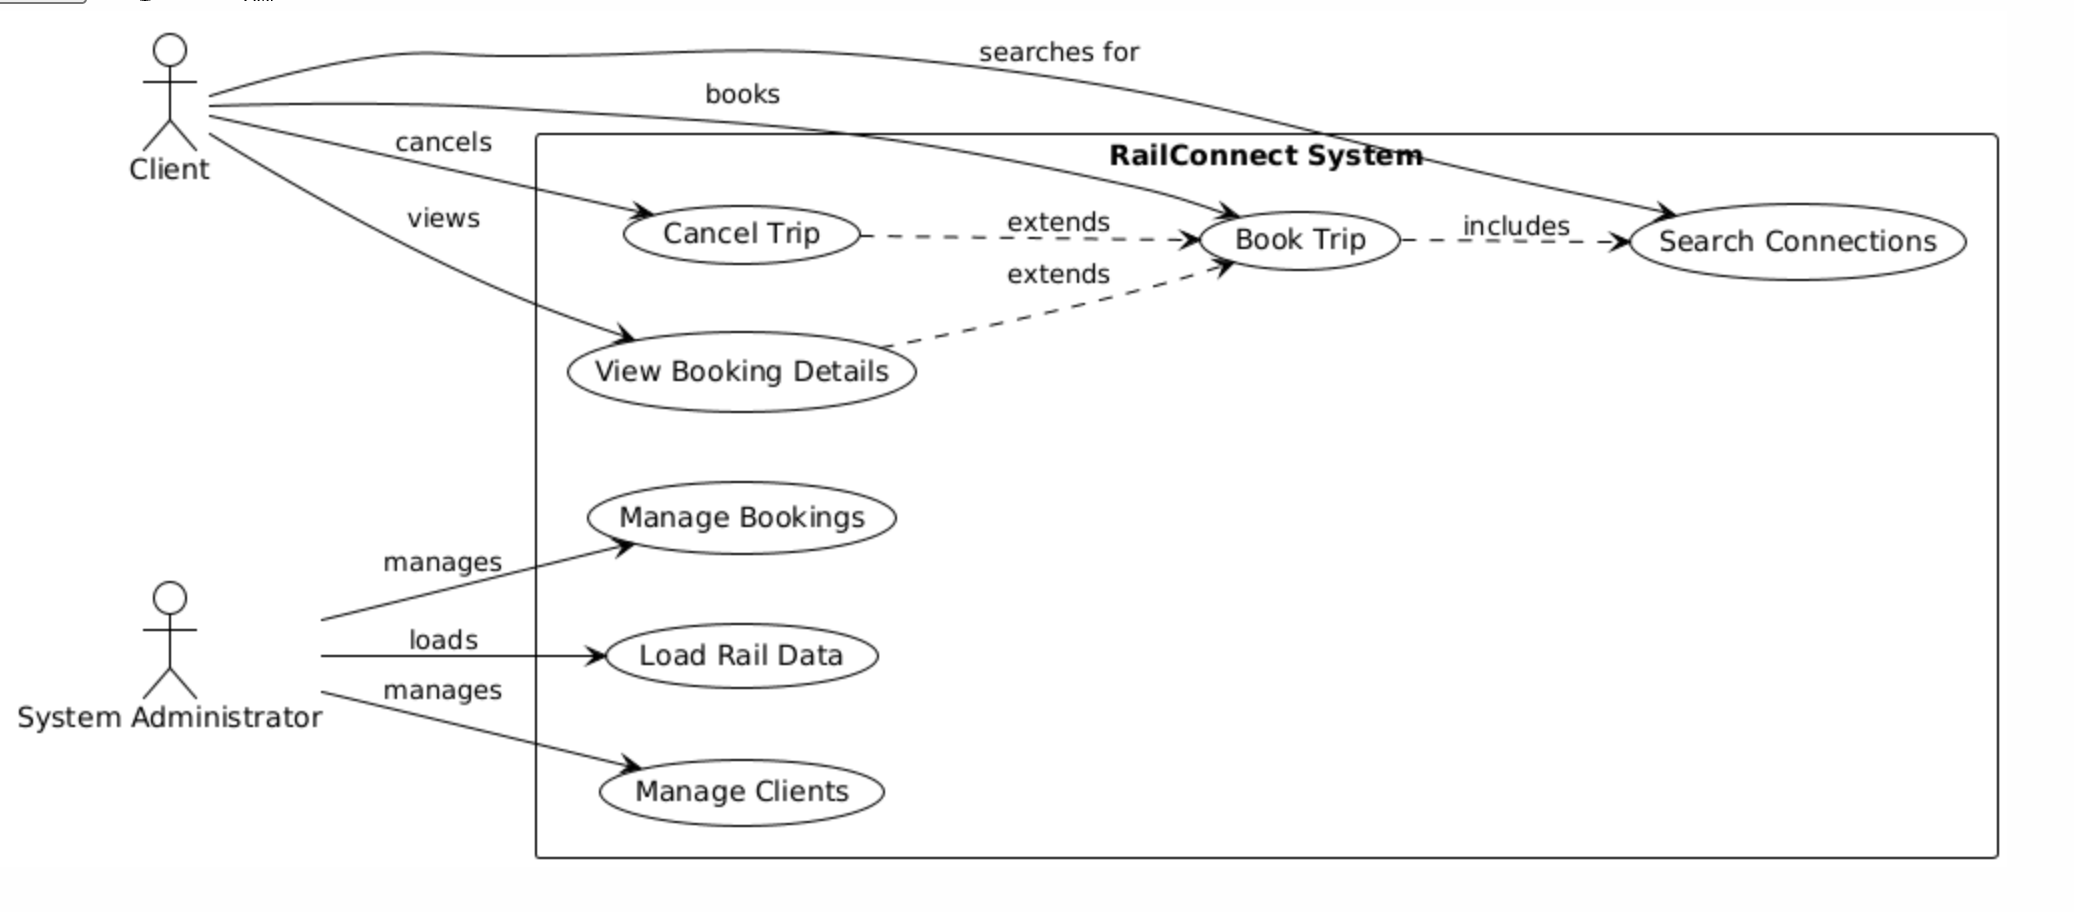 searches for
books
cancels
Client
RailConnect System
views
Cancel Trip
extends
Book Trip
includes
Search Connections
extends
View Booking Details
Manage Bookings
manages
loads
Load Rail Data
manages
System Administrator
Manage Clients